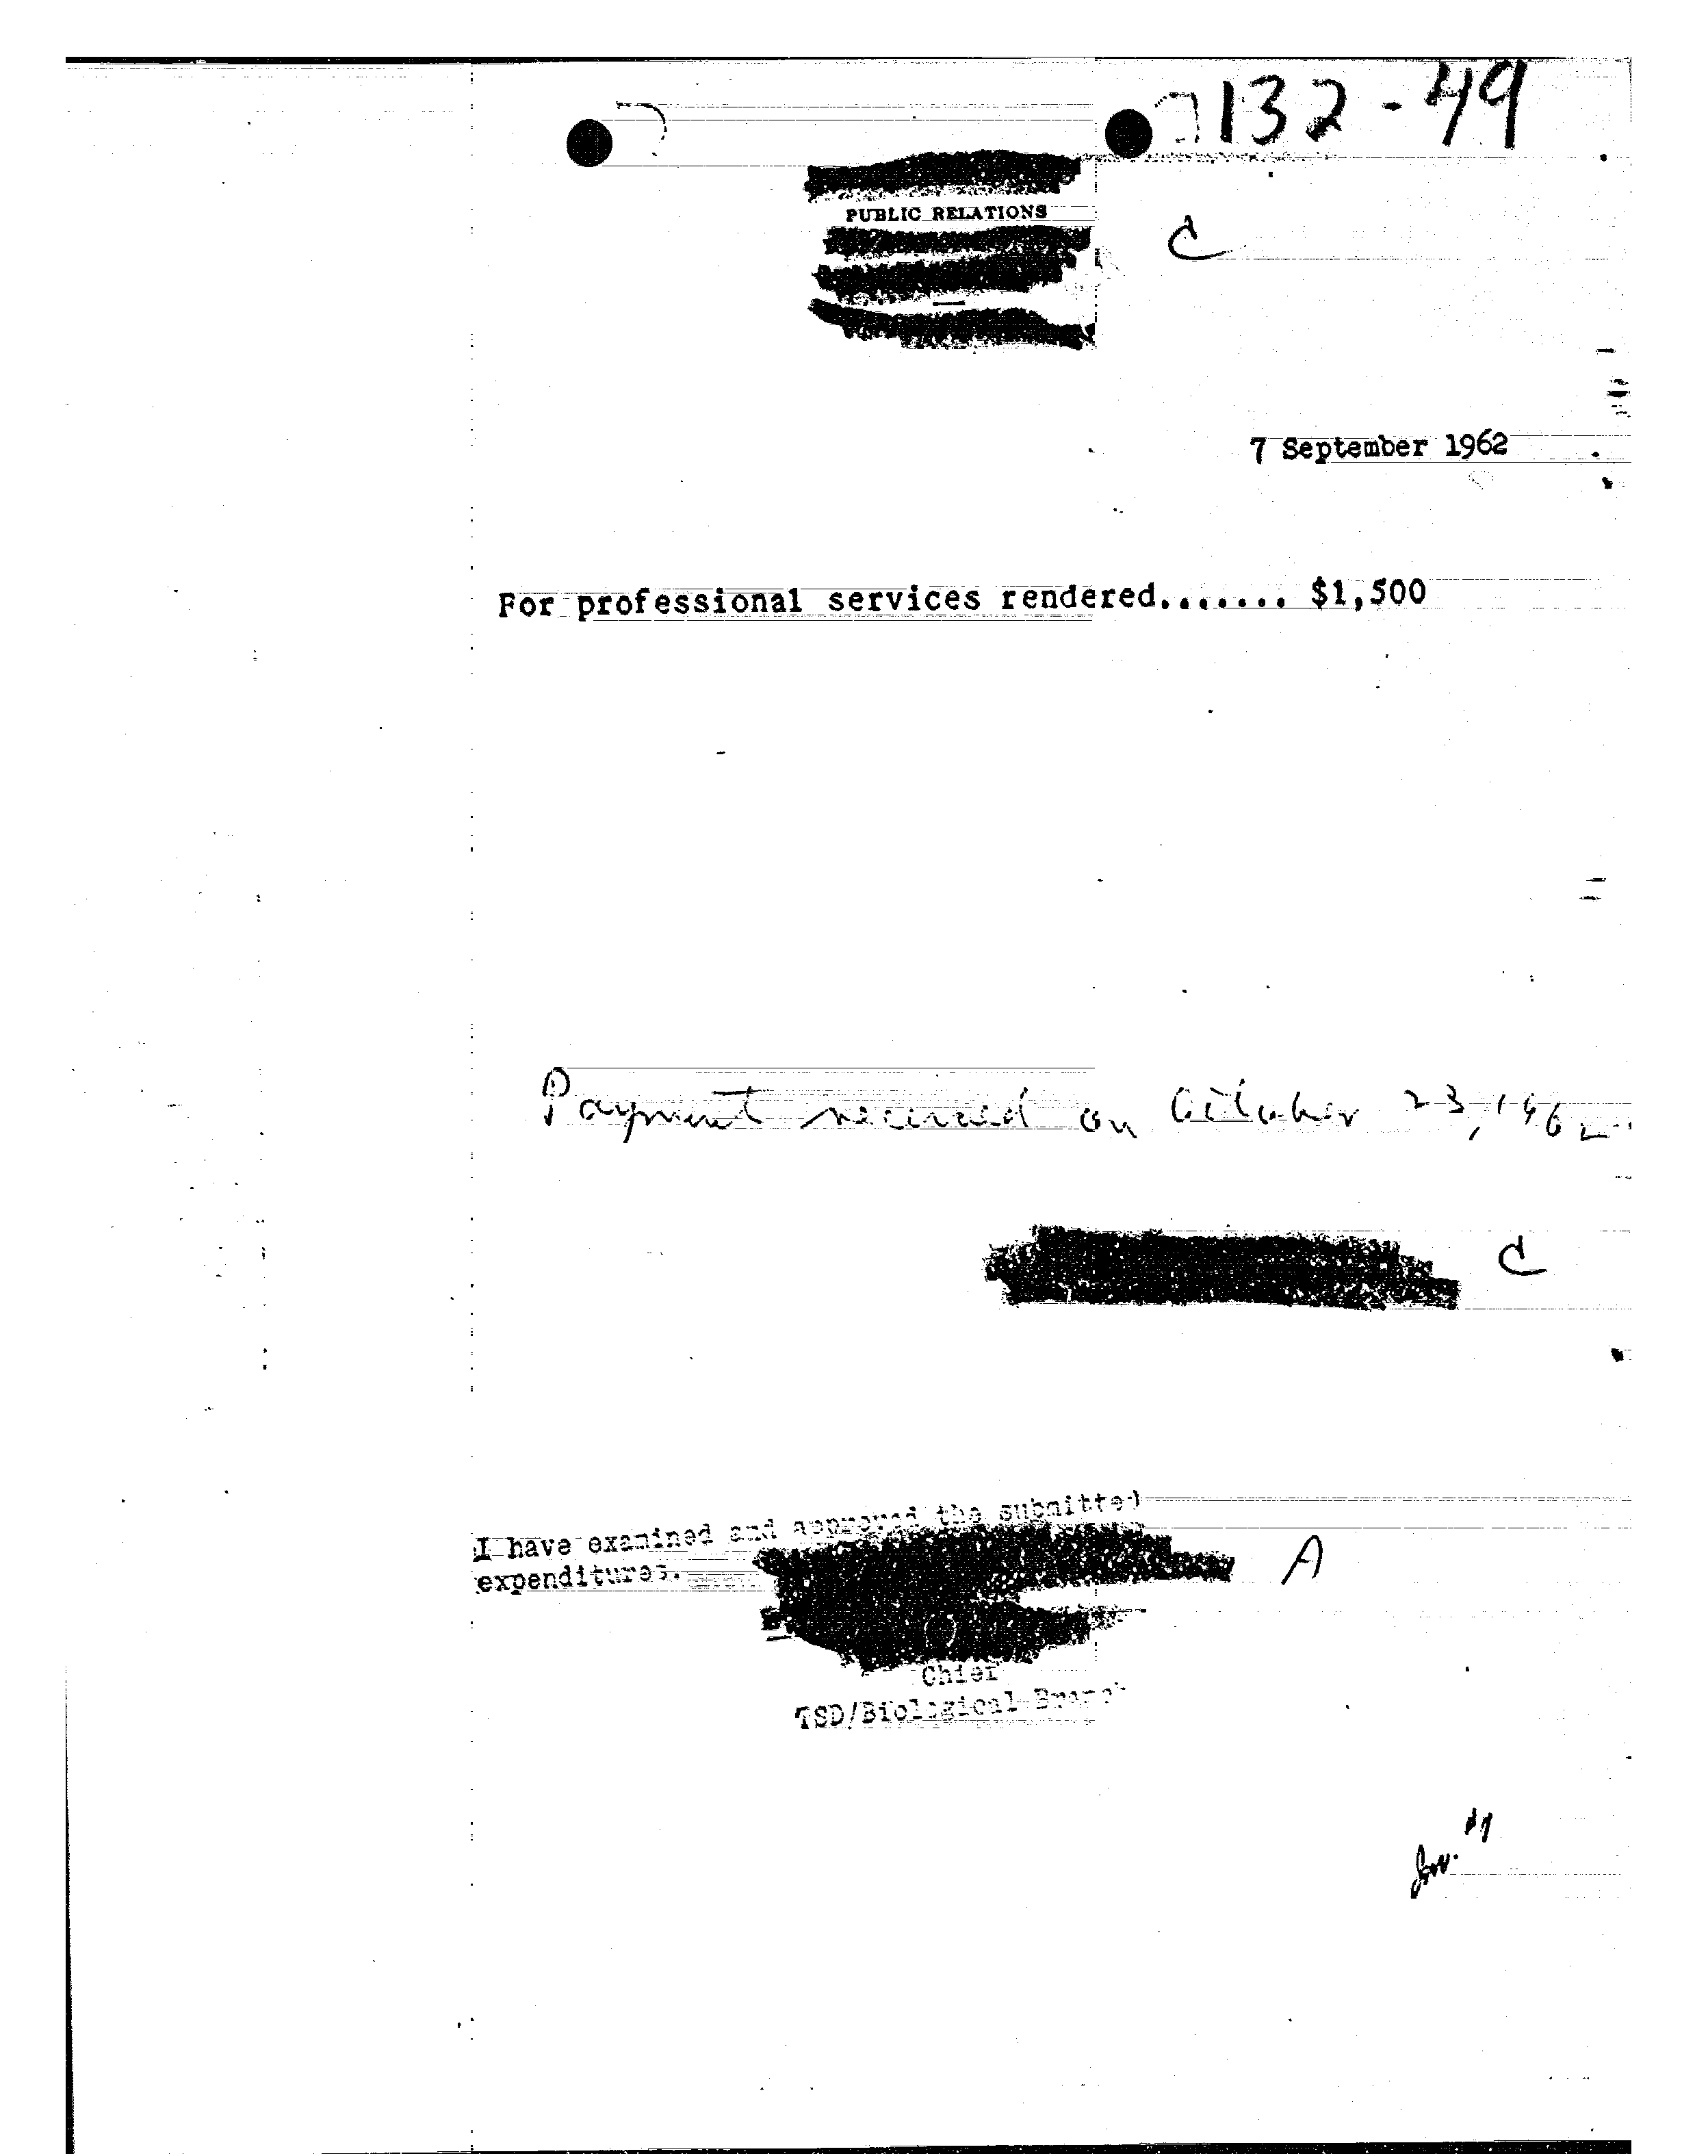 132-49
PUBLIC RELATIONS
C
7 September 1962
For professional services rendered....... $1,500
Payment received on October 23, 1962
C
I have examined and approved the submitted
expenditures.
A
Chief
TSD/Biological Branch